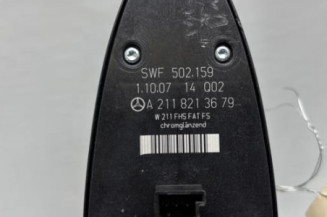 SWF 502.159
1.10.07 14 Q02
A 211 821 36 79
W 211 FHS FAT FS
chromglänzend